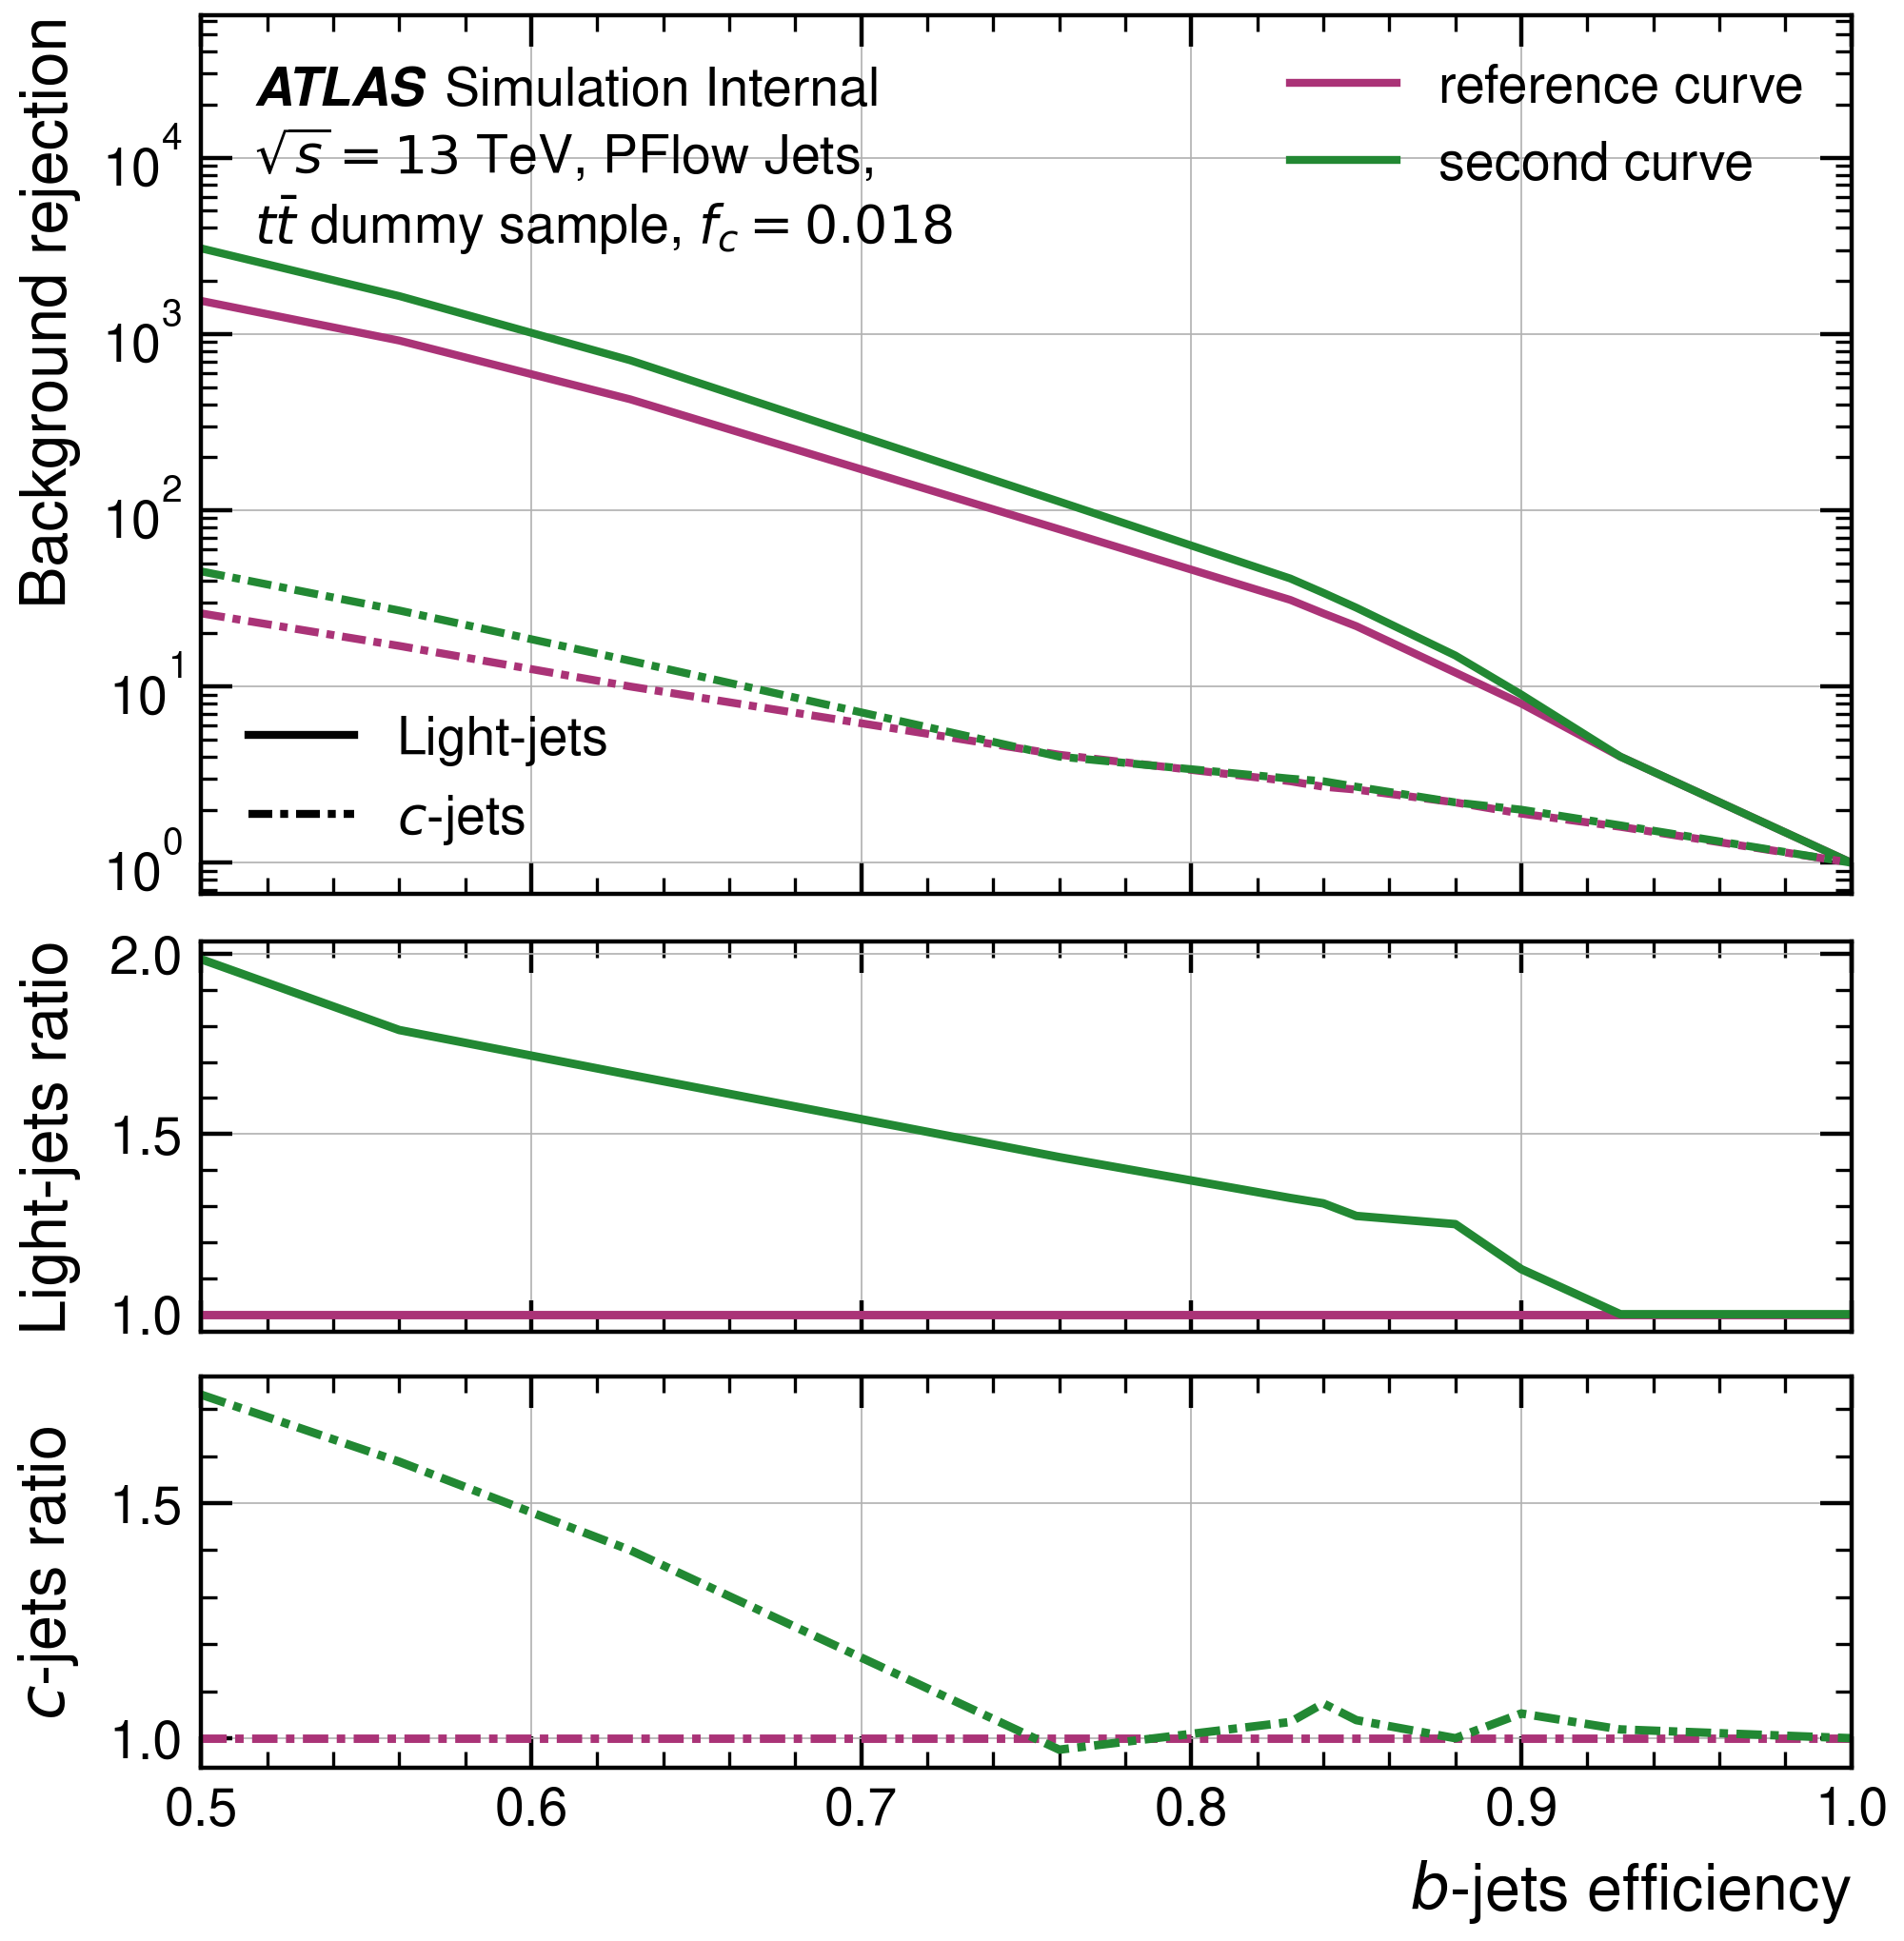 Background rejection
10^4
10^3
10^2
10^1
10^0
ATLAS Simulation Internal
√s = 13 TeV, PFlow Jets,
tt̄ dummy sample, f_c = 0.018
reference curve
second curve
Light-jets
c-jets
Light-jets ratio
2.0
1.5
1.0
c-jets ratio
1.5
1.0
0.5 0.6 0.7 0.8 0.9 1.0
b-jets efficiency